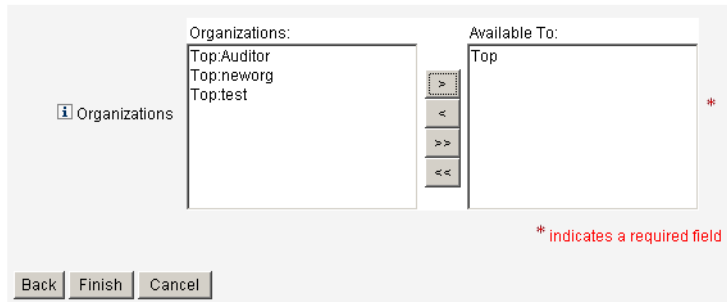 Organizations:
Available To:
Top:Auditor
Top:neworg
Top:test
Top
>
<
>>
<<
i Organizations
*
* indicates a required field
Back
Finish
Cancel